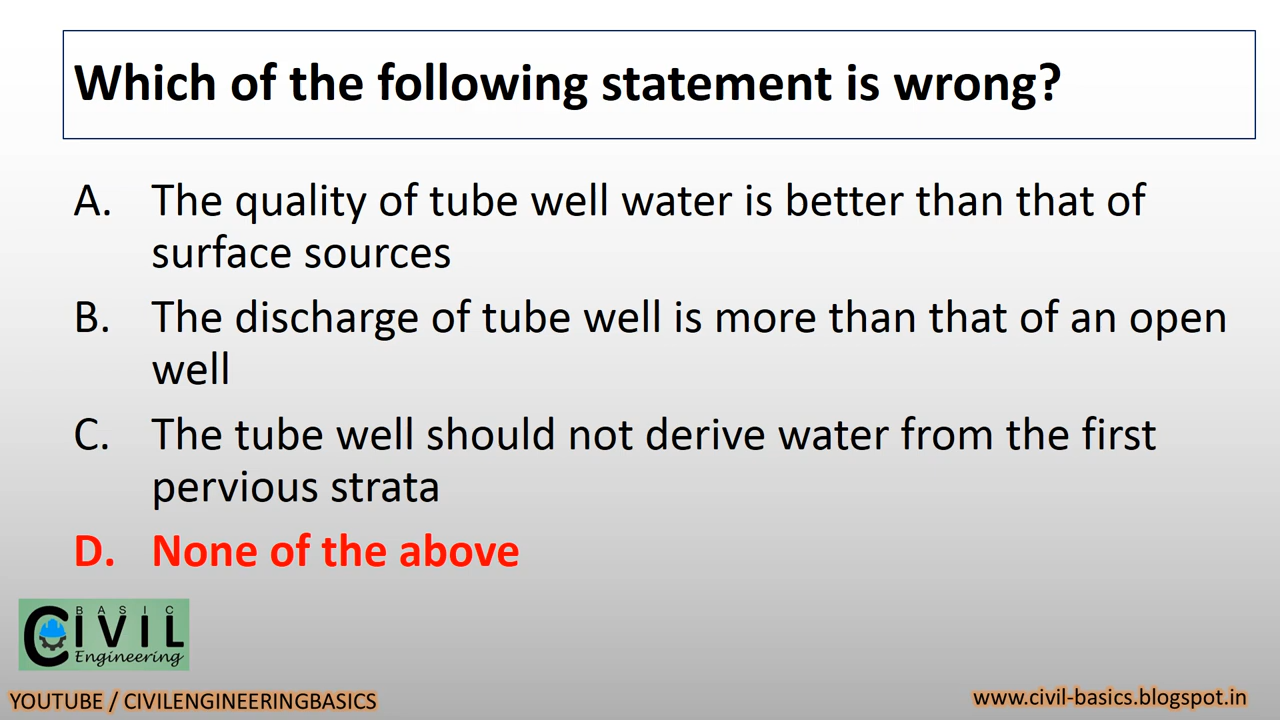 Which of the following statement is wrong?
A. The quality of tube well water is better than that of
surface sources
B. The discharge of tube well is more than that of an open
well
C. The tube well should not derive water from the first
pervious strata
D. None of the above
BASIC
CIVIL
Engineering
YOUTUBE / CIVILENGINEERINGBASICS
www.civil-basics.blogspot.in